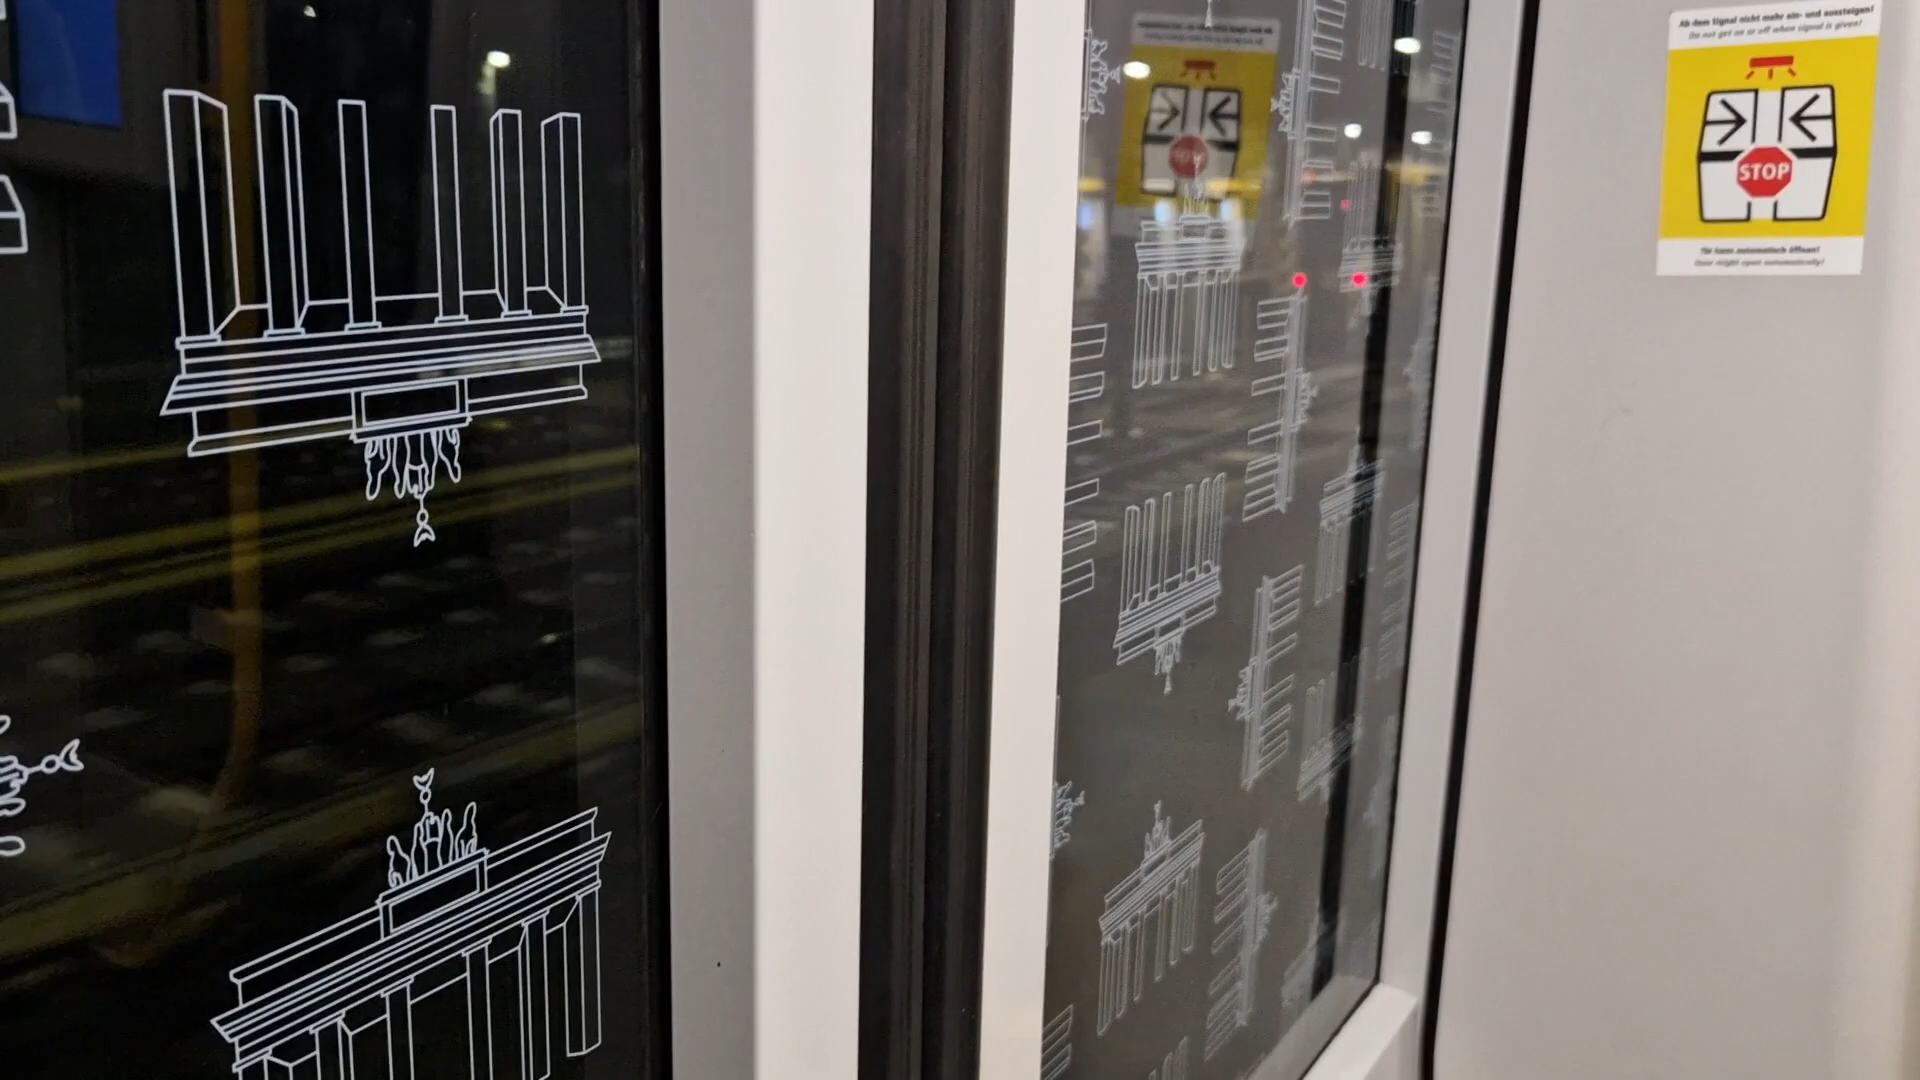 Ab dem Signal nicht mehr ein- und aussteigen!
Do not get on or off when signal is given!
STOP
Tür kann automatisch öffnen!
Door might open automatically!